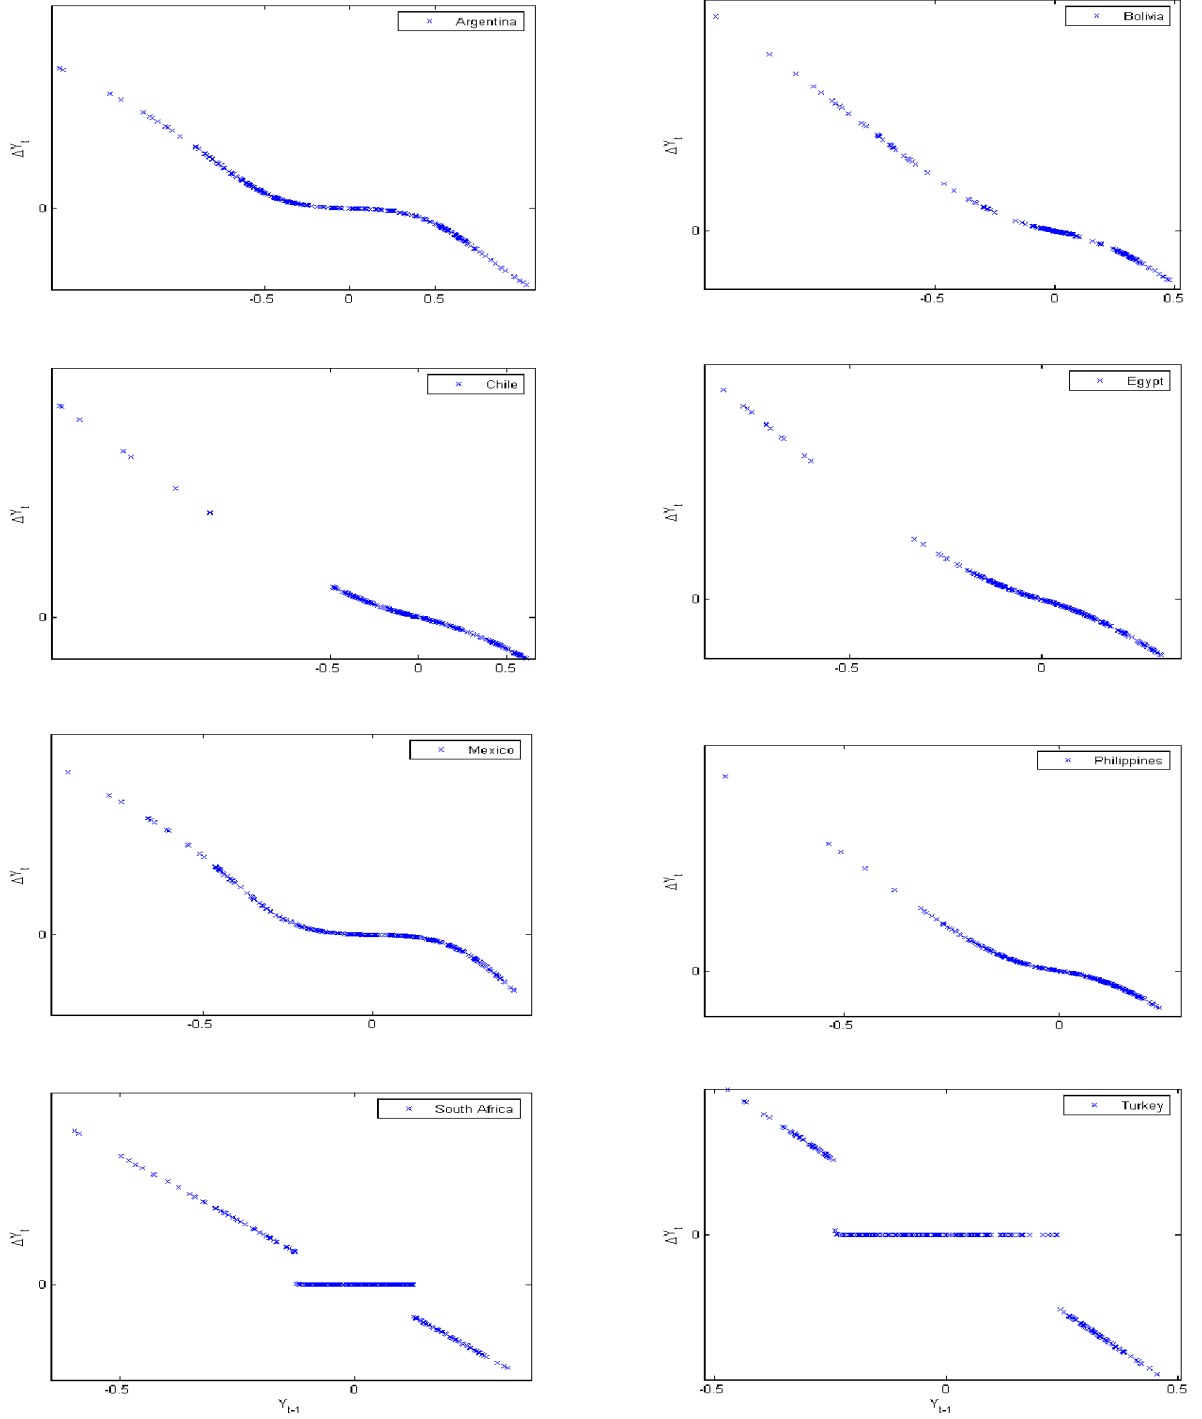 Argentina
ΔY_t
0
-0.5
0
0.5
Bolivia
ΔY_t
0
-0.5
0
0.5
Chile
ΔY_t
0
-0.5
0
0.5
Egypt
ΔY_t
0
-0.5
0
Mexico
ΔY_t
0
-0.5
0
Philippines
ΔY_t
0
-0.5
0
South Africa
ΔY_t
0
-0.5
0
Y_t-1
Turkey
ΔY_t
0
-0.5
0
0.5
Y_t-1